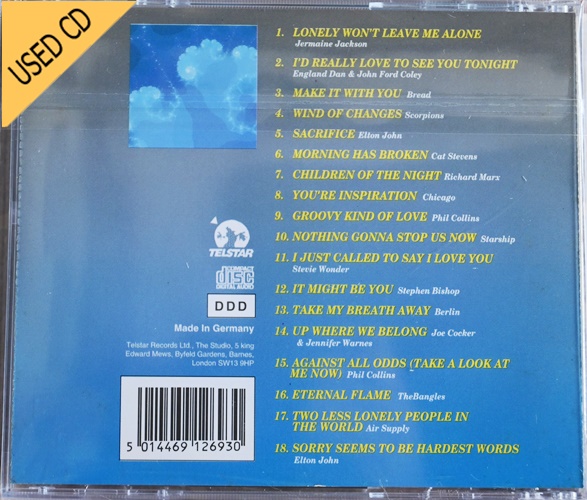 USED CD
1. LONELY WON'T LEAVE ME ALONE
Jermaine Jackson
2. I'D REALLY LOVE TO SEE YOU TONIGHT
England Dan & John Ford Coley
3. MAKE IT WITH YOU Bread
4. WIND OF CHANGES Scorpions
5. SACRIFICE Elton John
6. MORNING HAS BROKEN Cat Stevens
7. CHILDREN OF THE NIGHT Richard Marx
8. YOU'RE INSPIRATION Chicago
9. GROOVY KIND OF LOVE Phil Collins
10. NOTHING GONNA STOP US NOW Starship
11. I JUST CALLED TO SAY I LOVE YOU
Stevie Wonder
12. IT MIGHT BE YOU Stephen Bishop
13. TAKE MY BREATH AWAY Berlin
14. UP WHERE WE BELONG Joe Cocker
& Jennifer Warnes
15. AGAINST ALL ODDS (TAKE A LOOK AT
ME NOW) Phil Collins
16. ETERNAL FLAME TheBangles
17. TWO LESS LONELY PEOPLE IN
THE WORLD Air Supply
18. SORRY SEEMS TO BE HARDEST WORDS
Elton John
TELSTAR
COMPACT
disc
DIGITAL AUDIO
DDD
Made In Germany
Telstar Records Ltd., The Studio, 5 king
Edward Mews, Byfeld Gardens, Barnes,
London SW13 9HP
5 014469 126930